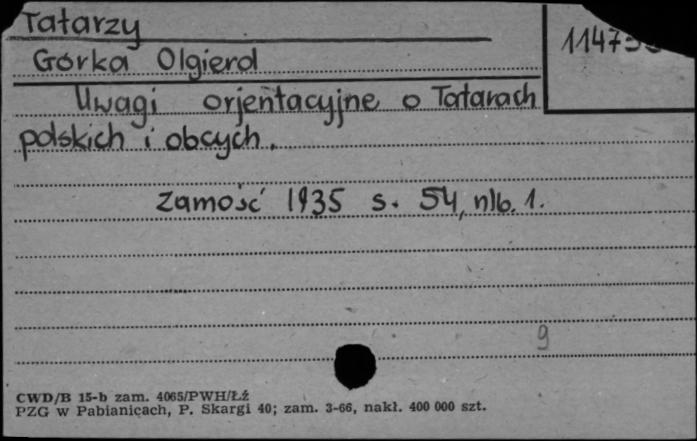 Tatarzy
Górka Olgierd
Uwagi orjentacyjne o Tatarach
polskich i obcych.
Zamość 1935 s. 54, nlb. 1.
9
CWD/B 15-b zam. 4065/PWH/ŁŹ
PZG w Pabianicach, P. Skargi 40; zam. 3-66, nakł. 400 000 szt.